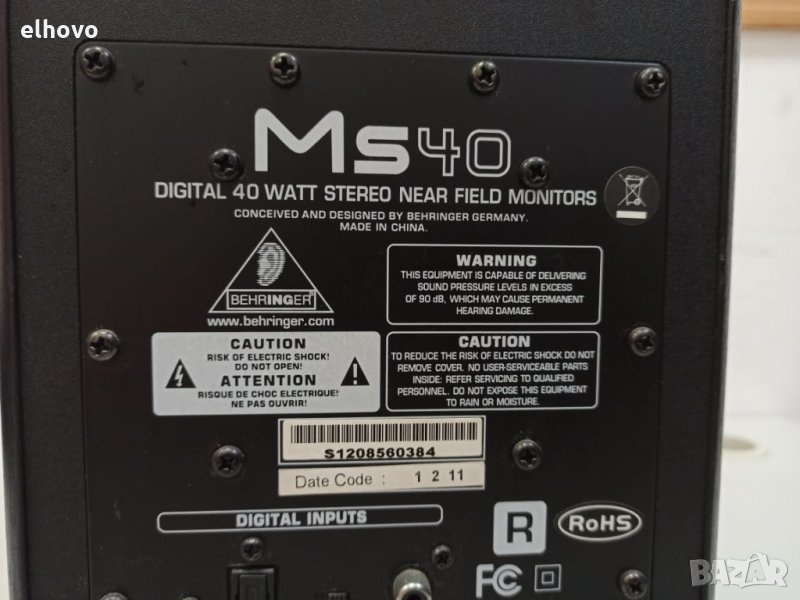 elhovo
Ms40
DIGITAL 40 WATT STEREO NEAR FIELD MONITORS
CONCEIVED AND DESIGNED BY BEHRINGER GERMANY.
MADE IN CHINA.
BEHRINGER
www.behringer.com
WARNING
THIS EQUIPMENT IS CAPABLE OF DELIVERING
SOUND PRESSURE LEVELS IN EXCESS
OF 90 dB, WHICH MAY CAUSE PERMANENT
HEARING DAMAGE.
CAUTION
RISK OF ELECTRIC SHOCK!
DO NOT OPEN!
ATTENTION
RISQUE DE CHOC ELECTRIQUE!
NE PAS OUVRIR!
CAUTION
TO REDUCE THE RISK OF ELECTRIC SHOCK DO NOT
REMOVE COVER. NO USER-SERVICEABLE PARTS
INSIDE: REFER SERVICING TO QUALIFIED
PERSONNEL. DO NOT EXPOSE THIS EQUIPMENT
TO RAIN OR MOISTURE.
S1208560384
Date Code : 1 2 11
DIGITAL INPUTS
R
RoHS
FC
BAZAR